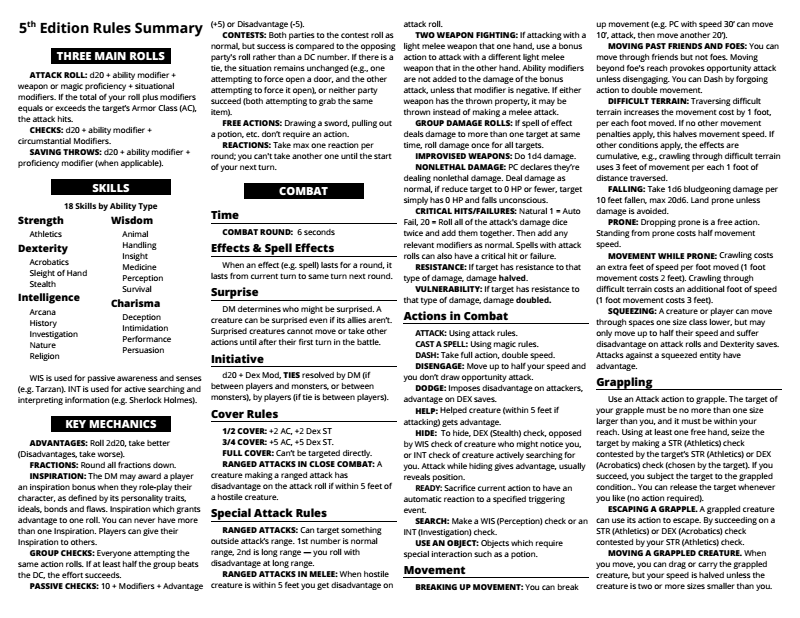 5th Edition Rules Summary
THREE MAIN ROLLS
ATTACK ROLL: d20 + ability modifier +
weapon or magic proficiency + situational
modifiers. If the total of your roll plus modifiers
equals or exceeds the target's Armor Class (AC),
the attack hits.
CHECKS: d20 + ability modifier +
circumstantial Modifiers.
SAVING THROWS: d20 + ability modifier +
proficiency modifier (when applicable).
SKILLS
18 Skills by Ability Type
Strength
Athletics
Dexterity
Acrobatics
Sleight of Hand
Stealth
Intelligence
Arcana
History
Investigation
Nature
Religion
Wisdom
Animal
Handling
Insight
Medicine
Perception
Survival
Charisma
Deception
Intimidation
Performance
Persuasion
WIS is used for passive awareness and senses
(e.g. Tarzan). INT is used for active searching and
interpreting information (e.g. Sherlock Holmes).
KEY MECHANICS
ADVANTAGES: Roll 2d20, take better
(Disadvantages, take worse).
FRACTIONS: Round all fractions down.
INSPIRATION: The DM may award a player
an inspiration bonus when they role-play their
character, as defined by its personality traits,
ideals, bonds and flaws. Inspiration which grants
advantage to one roll. You can never have more
than one Inspiration. Players can give their
Inspiration to others.
GROUP CHECKS: Everyone attempting the
same action rolls. If at least half the group beats
the DC, the effort succeeds.
PASSIVE CHECKS: 10 + Modifiers + Advantage
(+5) or Disadvantage (-5).
CONTESTS: Both parties to the contest roll as
normal, but success is compared to the opposing
party's roll rather than a DC number. If there is a
tie, the situation remains unchanged (e.g., one
attempting to force open a door, and the other
attempting to force it open), or neither party
succeed (both attempting to grab the same
item).
FREE ACTIONS: Drawing a sword, pulling out
a potion, etc. don't require an action.
REACTIONS: Take max one reaction per
round; you can't take another one until the start
of your next turn.
COMBAT
Time
COMBAT ROUND: 6 seconds
Effects & Spell Effects
When an effect (e.g. spell) lasts for a round, it
lasts from current turn to same turn next round.
Surprise
DM determines who might be surprised. A
creature can be surprised even if its allies aren't.
Surprised creatures cannot move or take other
actions until after their first turn in the battle.
Initiative
d20 + Dex Mod, TIES resolved by DM (if
between players and monsters, or between
monsters), by players (if tie is between players).
Cover Rules
1/2 COVER: +2 AC, +2 Dex ST
3/4 COVER: +5 AC, +5 Dex ST.
FULL COVER: Can't be targeted directly.
RANGED ATTACKS IN CLOSE COMBAT: A
creature making a ranged attack has
disadvantage on the attack roll if within 5 feet of
a hostile creature.
Special Attack Rules
RANGED ATTACKS: Can target something
outside attack's range. 1st number is normal
range, 2nd is long range — you roll with
disadvantage at long range.
RANGED ATTACKS IN MELEE: When hostile
creature is within 5 feet you get disadvantage on
attack roll.
TWO WEAPON FIGHTING: If attacking with a
light melee weapon that one hand, use a bonus
action to attack with a different light melee
weapon that in the other hand. Ability modifiers
are not added to the damage of the bonus
attack, unless that modifier is negative. If either
weapon has the thrown property, it may be
thrown instead of making a melee attack.
GROUP DAMAGE ROLLS: If spell of effect
deals damage to more than one target at same
time, roll damage once for all targets.
IMPROVISED WEAPONS: Do 1d4 damage.
NONLETHAL DAMAGE: PC declares they're
dealing nonlethal damage. Deal damage as
normal, if reduce target to 0 HP or fewer, target
simply has 0 HP and falls unconscious.
CRITICAL HITS/FAILURES: Natural 1 = Auto
Fail, 20 = Roll all of the attack's damage dice
twice and add them together. Then add any
relevant modifiers as normal. Spells with attack
rolls can also have a critical hit or failure.
RESISTANCE: If target has resistance to that
type of damage, damage halved.
VULNERABILITY: If target has resistance to
that type of damage, damage doubled.
Actions in Combat
ATTACK: Using attack rules.
CAST A SPELL: Using magic rules.
DASH: Take full action, double speed.
DISENGAGE: Move up to half your speed and
you don't draw opportunity attack.
DODGE: Imposes disadvantage on attackers,
advantage on DEX saves.
HELP: Helped creature (within 5 feet if
attacking) gets advantage.
HIDE: To hide, DEX (Stealth) check, opposed
by WIS check of creature who might notice you,
or INT check of creature actively searching for
you. Attack while hiding gives advantage, usually
reveals position.
READY: Sacrifice current action to have an
automatic reaction to a specified triggering
event.
SEARCH: Make a WIS (Perception) check or an
INT (Investigation) check.
USE AN OBJECT: Objects which require
special interaction such as a potion.
Movement
BREAKING UP MOVEMENT: You can break
up movement (e.g. PC with speed 30' can move
10', attack, then move another 20').
MOVING PAST FRIENDS AND FOES: You can
move through friends but not foes. Moving
beyond foe's reach provokes opportunity attack
unless disengaging. You can Dash by forgoing
action to double movement.
DIFFICULT TERRAIN: Traversing difficult
terrain increases the movement cost by 1 foot,
per each foot moved. If no other movement
penalties apply, this halves movement speed. If
other conditions apply, the effects are
cumulative, e.g., crawling through difficult terrain
uses 3 feet of movement per each 1 foot of
distance traversed.
FALLING: Take 1d6 bludgeoning damage per
10 feet fallen, max 20d6. Land prone unless
damage is avoided.
PRONE: Dropping prone is a free action.
Standing from prone costs half movement
speed.
MOVEMENT WHILE PRONE: Crawling costs
an extra feet of speed per foot moved (1 foot
movement costs 2 feet). Crawling through
difficult terrain costs an additional foot of speed
(1 foot movement costs 3 feet).
SQUEEZING: A creature or player can move
through spaces one size class lower, but may
only move up to half their speed and suffer
disadvantage on attack rolls and Dexterity saves.
Attacks against a squeezed entity have
advantage.
Grappling
Use an Attack action to grapple. The target of
your grapple must be no more than one size
larger than you, and it must be within your
reach. Using at least one free hand, seize the
target by making a STR (Athletics) check
contested by the target's STR (Athletics) or DEX
(Acrobatics) check (chosen by the target). If you
succeed, you subject the target to the grappled
condition.. You can release the target whenever
you like (no action required).
ESCAPING A GRAPPLE. A grappled creature
can use its action to escape. By succeeding on a
STR (Athletics) or DEX (Acrobatics) check
contested by your STR (Athletics) check.
MOVING A GRAPPLED CREATURE. When
you move, you can drag or carry the grappled
creature, but your speed is halved unless the
creature is two or more sizes smaller than you.